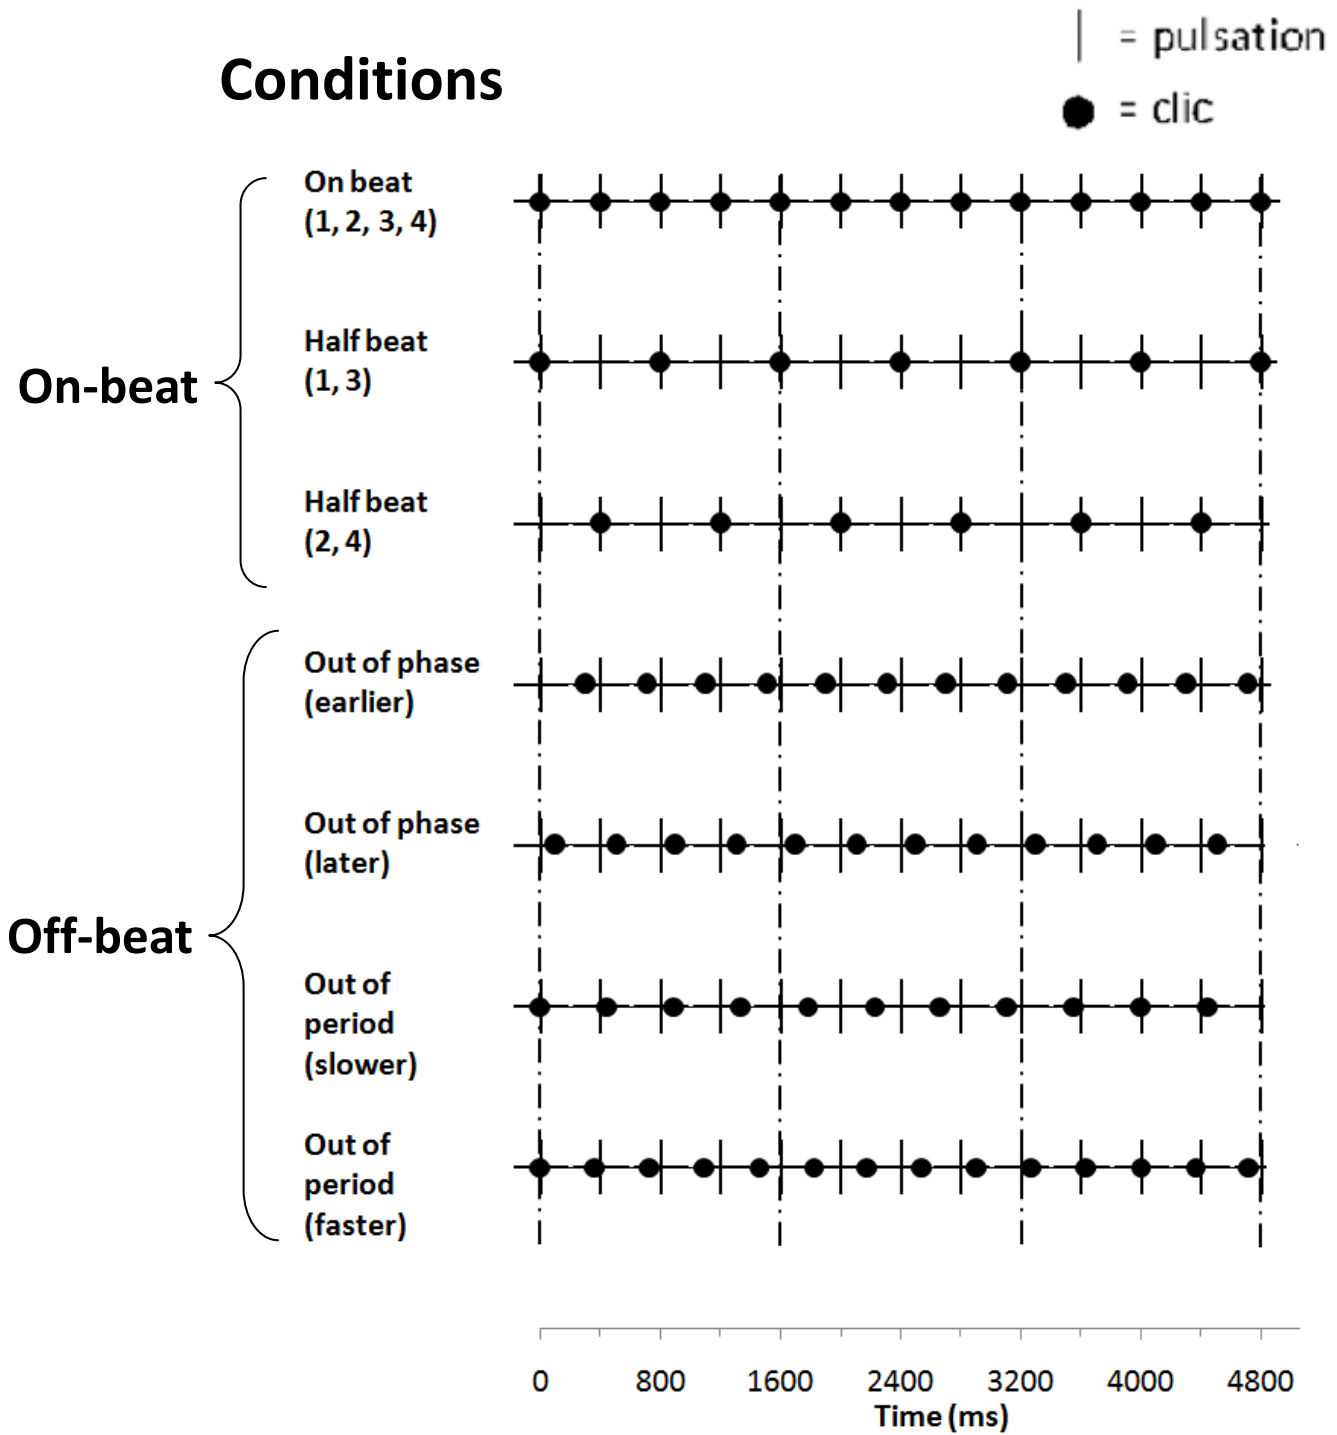 = pulsation
Conditions
= clic
On beat
(1, 2, 3, 4)
Half beat
(1, 3)
On-beat
Half beat
(2, 4)
Out of phase
(earlier)
Out of phase
(later)
Off-beat
Out of
period
(slower)
Out of
period
(faster)
0 800 1600 2400 3200 4000 4800
Time (ms)